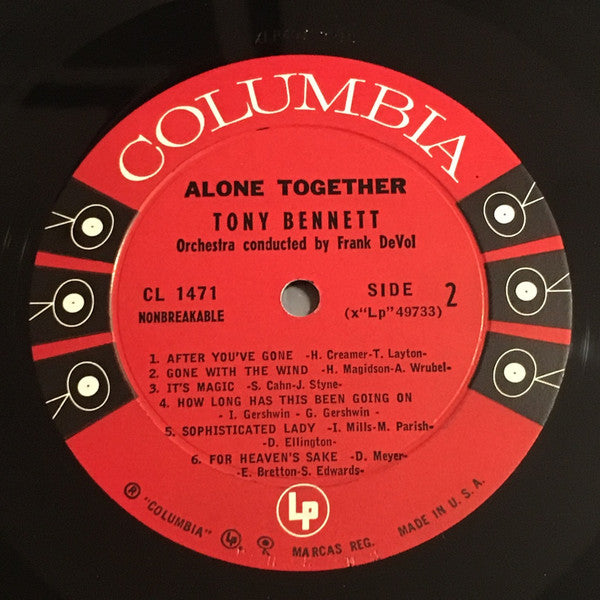 COLUMBIA
ALONE TOGETHER
TONY BENNETT
Orchestra conducted by Frank DeVol
CL 1471
NONBREAKABLE
SIDE 2
(x"Lp"49733)
1. AFTER YOU'VE GONE -H. Creamer-T. Layton-
2. GONE WITH THE WIND -H. Magidson-A. Wrubel-
3. IT'S MAGIC -S. Cahn-J. Styne-
4. HOW LONG HAS THIS BEEN GOING ON
- I. Gershwin - G. Gershwin -
5. SOPHISTICATED LADY -I. Mills-M. Parish-
-D. Ellington-
6. FOR HEAVEN'S SAKE -D. Meyer-
-E. Bretton-S. Edwards-
Lp
® "COLUMBIA"
MARCAS REG.
MADE IN U.S.A.